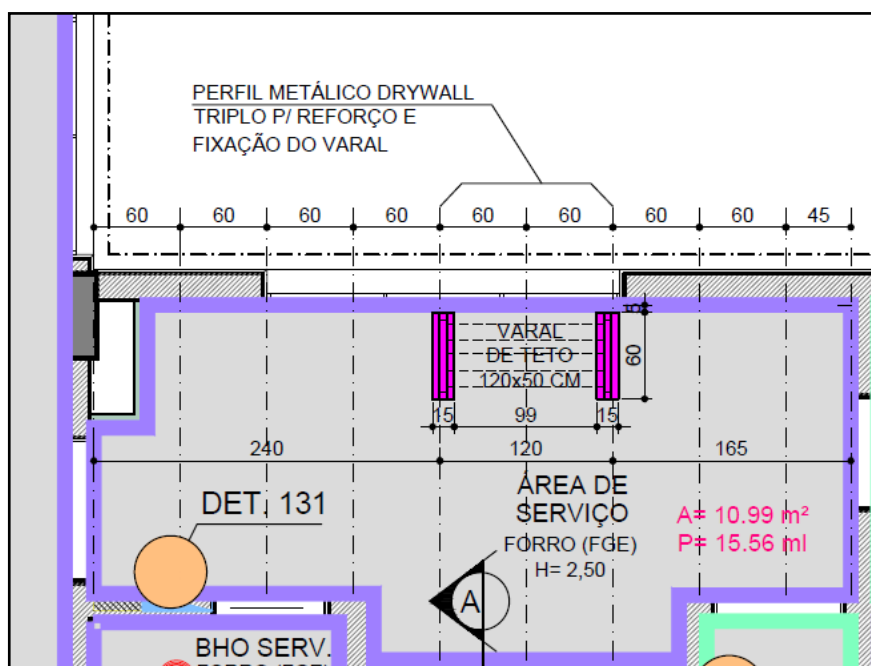 PERFIL METÁLICO DRYWALL
TRIPLO P/ REFORÇO E
FIXAÇÃO DO VARAL
60 60 60 60 60 60 60 60 45
VARAL
DE TETO
120x50 CM
60
15 99 15
240 120 165
DET. 131
ÁREA DE
SERVIÇO
FORRO (FGE)
H= 2,50
A= 10.99 m²
P= 15.56 ml
A
BHO SERV.